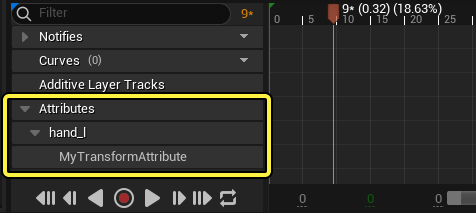 Filter 9*
9* (0.32) (18.63%)
0 5 10 15 20 25
Notifies
Curves (0)
Additive Layer Tracks
Attributes
hand_l
MyTransformAttribute
0 0 0